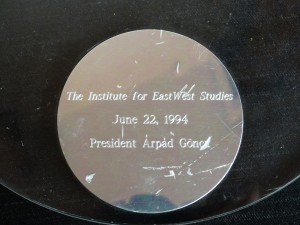 The Institute for EastWest Studies
June 22, 1994
President Árpád Göncz